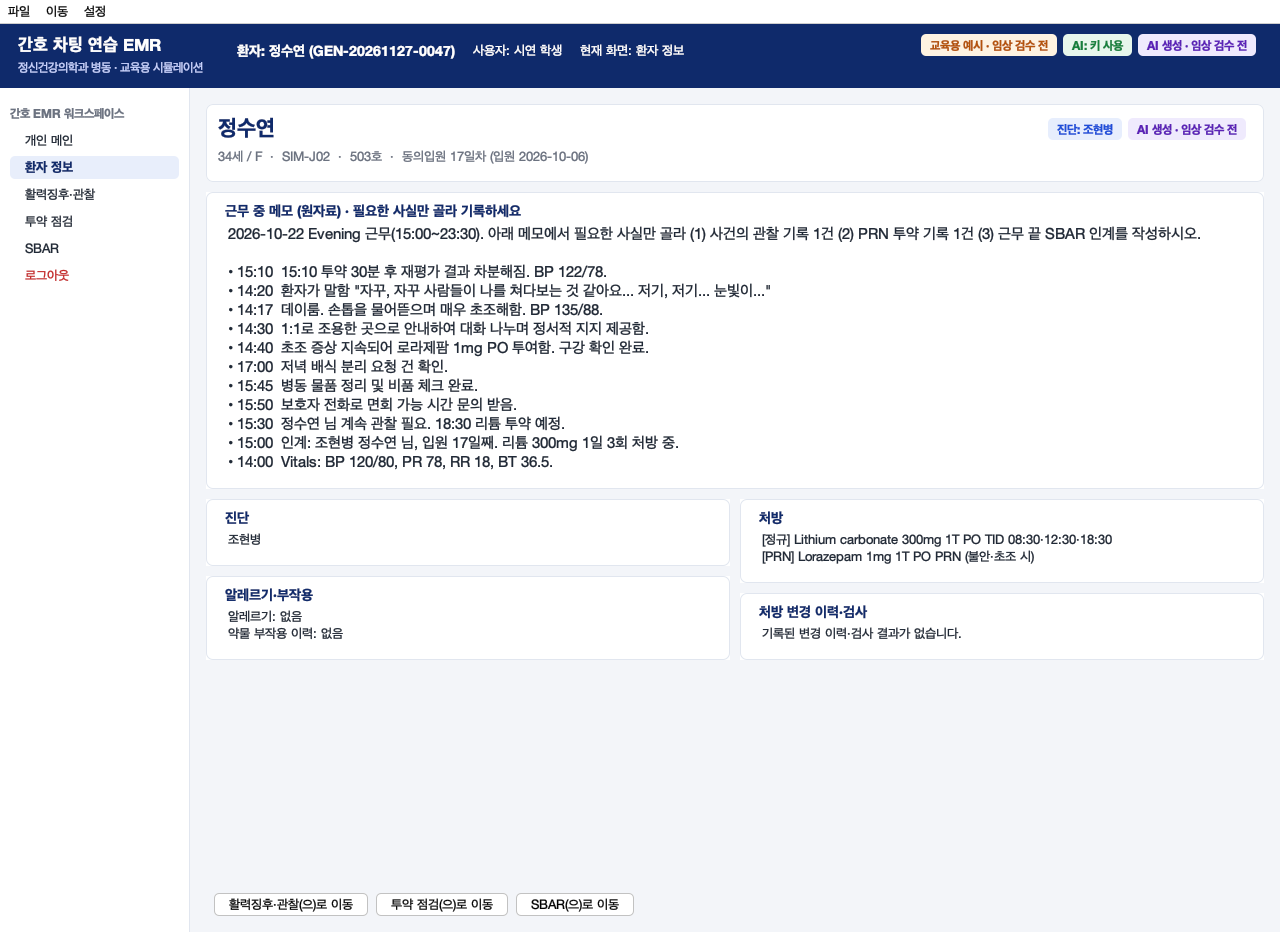 파일 이동 설정
간호 차팅 연습 EMR
정신건강의학과 병동 · 교육용 시뮬레이션
환자: 정수연 (GEN-20261127-0047) 사용자: 시연 학생 현재 화면: 환자 정보
교육용 예시 · 임상 검수 전
AI: 키 사용
AI 생성 · 임상 검수 전
간호 EMR 워크스페이스
개인 메인
환자 정보
활력징후·관찰
투약 점검
SBAR
로그아웃
정수연
진단: 조현병
AI 생성 · 임상 검수 전
34세 / F · SIM-J02 · 503호 · 동의입원 17일차 (입원 2026-10-06)
근무 중 메모 (원자료) · 필요한 사실만 골라 기록하세요
2026-10-22 Evening 근무(15:00~23:30). 아래 메모에서 필요한 사실만 골라 (1) 사건의 관찰 기록 1건 (2) PRN 투약 기록 1건 (3) 근무 끝 SBAR 인계를 작성하시오.
• 15:10 15:10 투약 30분 후 재평가 결과 차분해짐. BP 122/78.
• 14:20 환자가 말함 "자꾸, 자꾸 사람들이 나를 쳐다보는 것 같아요... 저기, 저기... 눈빛이..."
• 14:17 데이룸. 손톱을 물어뜯으며 매우 초조해함. BP 135/88.
• 14:30 1:1로 조용한 곳으로 안내하여 대화 나누며 정서적 지지 제공함.
• 14:40 초조 증상 지속되어 로라제팜 1mg PO 투여함. 구강 확인 완료.
• 17:00 저녁 배식 분리 요청 건 확인.
• 15:45 병동 물품 정리 및 비품 체크 완료.
• 15:50 보호자 전화로 면회 가능 시간 문의 받음.
• 15:30 정수연 님 계속 관찰 필요. 18:30 리튬 투약 예정.
• 15:00 인계: 조현병 정수연 님, 입원 17일째. 리튬 300mg 1일 3회 처방 중.
• 14:00 Vitals: BP 120/80, PR 78, RR 18, BT 36.5.
진단
조현병
처방
[정규] Lithium carbonate 300mg 1T PO TID 08:30·12:30·18:30
[PRN] Lorazepam 1mg 1T PO PRN (불안·초조 시)
알레르기·부작용
알레르기: 없음
약물 부작용 이력: 없음
처방 변경 이력·검사
기록된 변경 이력·검사 결과가 없습니다.
활력징후·관찰(으)로 이동
투약 점검(으)로 이동
SBAR(으)로 이동